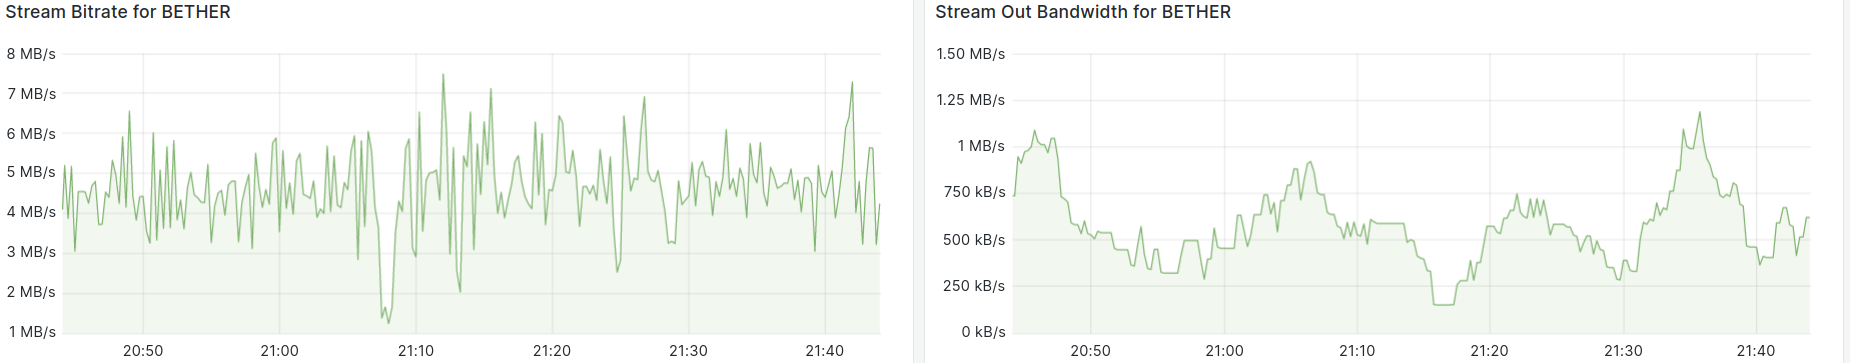 Stream Bitrate for BETHER
8 MB/s
7 MB/s
6 MB/s
5 MB/s
4 MB/s
3 MB/s
2 MB/s
1 MB/s
20:50 21:00 21:10 21:20 21:30 21:40
Stream Out Bandwidth for BETHER
1.50 MB/s
1.25 MB/s
1 MB/s
750 kB/s
500 kB/s
250 kB/s
0 kB/s
20:50 21:00 21:10 21:20 21:30 21:40